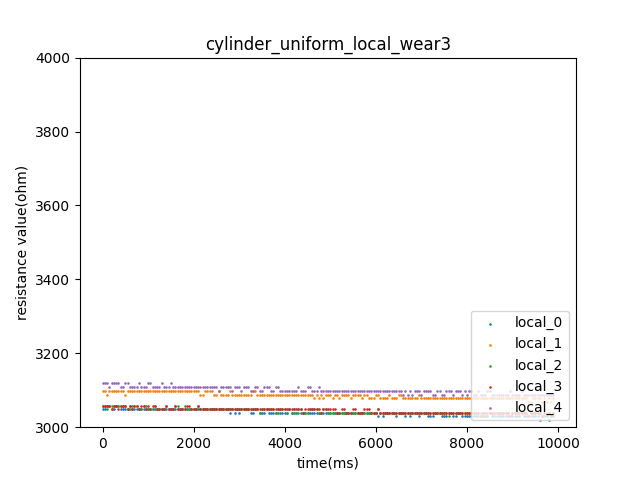 cylinder_uniform_local_wear3
4000
3800
3600
3400
3200
3000
resistance value(ohm)
local_0
local_1
local_2
local_3
local_4
0 2000 4000 6000 8000 10000
time(ms)